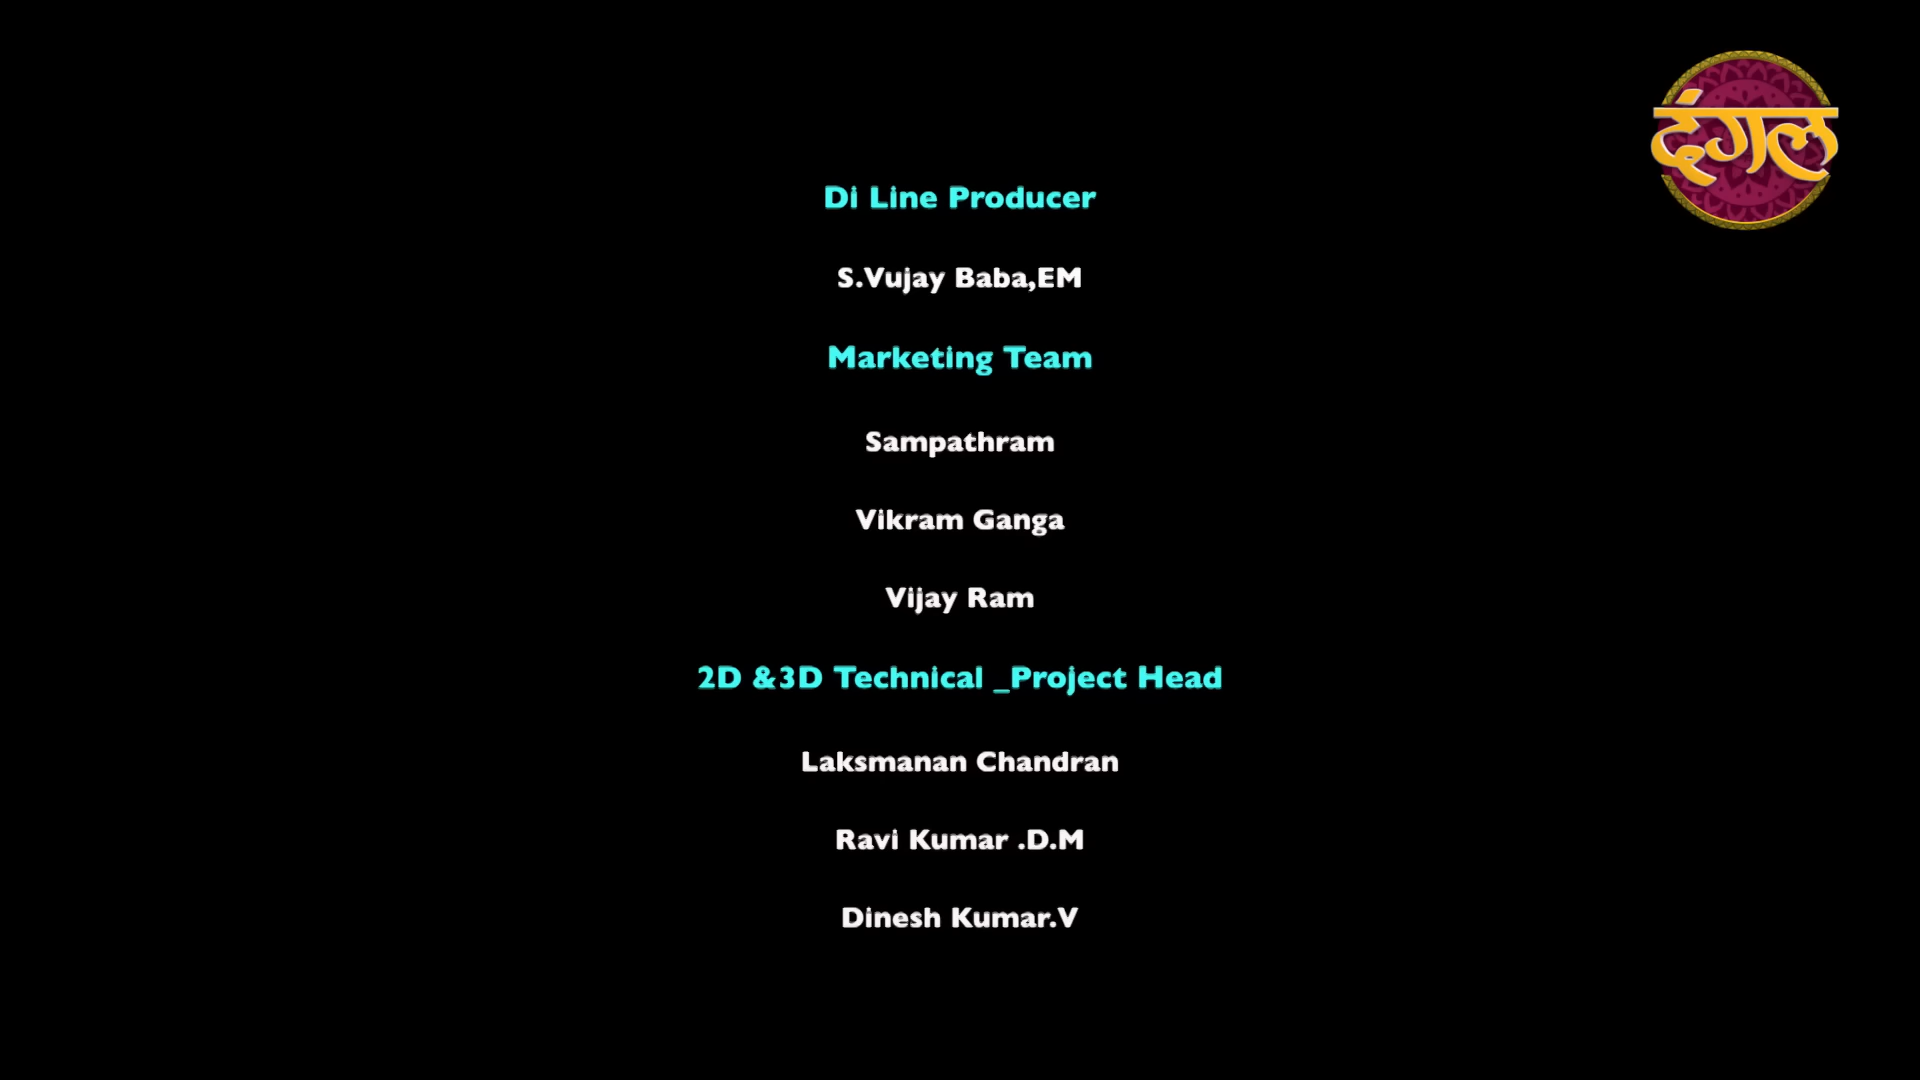 दंगल
Di Line Producer
S.Vujay Baba,EM
Marketing Team
Sampathram
Vikram Ganga
Vijay Ram
2D &3D Technical _Project Head
Laksmanan Chandran
Ravi Kumar .D.M
Dinesh Kumar.V